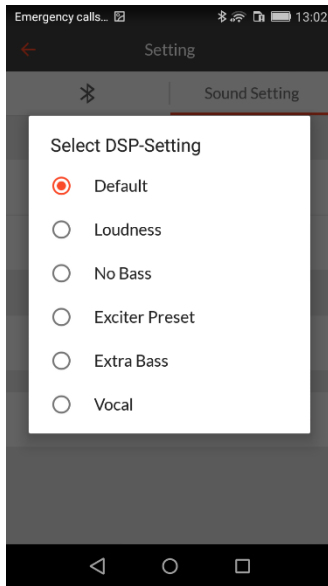 Emergency calls... 13:02
Setting
Sound Setting
Select DSP-Setting
Default
Loudness
No Bass
Exciter Preset
Extra Bass
Vocal